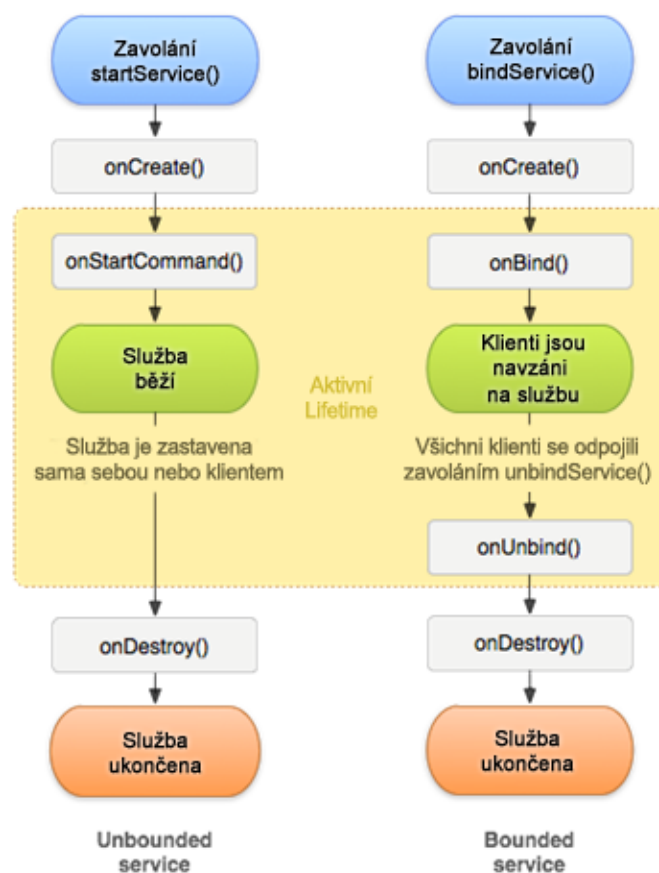 Zavolání
startService()
onCreate()
onStartCommand()
Služba
běží
Služba je zastavena
sama sebou nebo klientem
onDestroy()
Služba
ukončena
Unbounded
service
Aktivní
Lifetime
Zavolání
bindService()
onCreate()
onBind()
Klienti jsou
navzáni
na službu
Všichni klienti se odpojili
zavoláním unbindService()
onUnbind()
onDestroy()
Služba
ukončena
Bounded
service